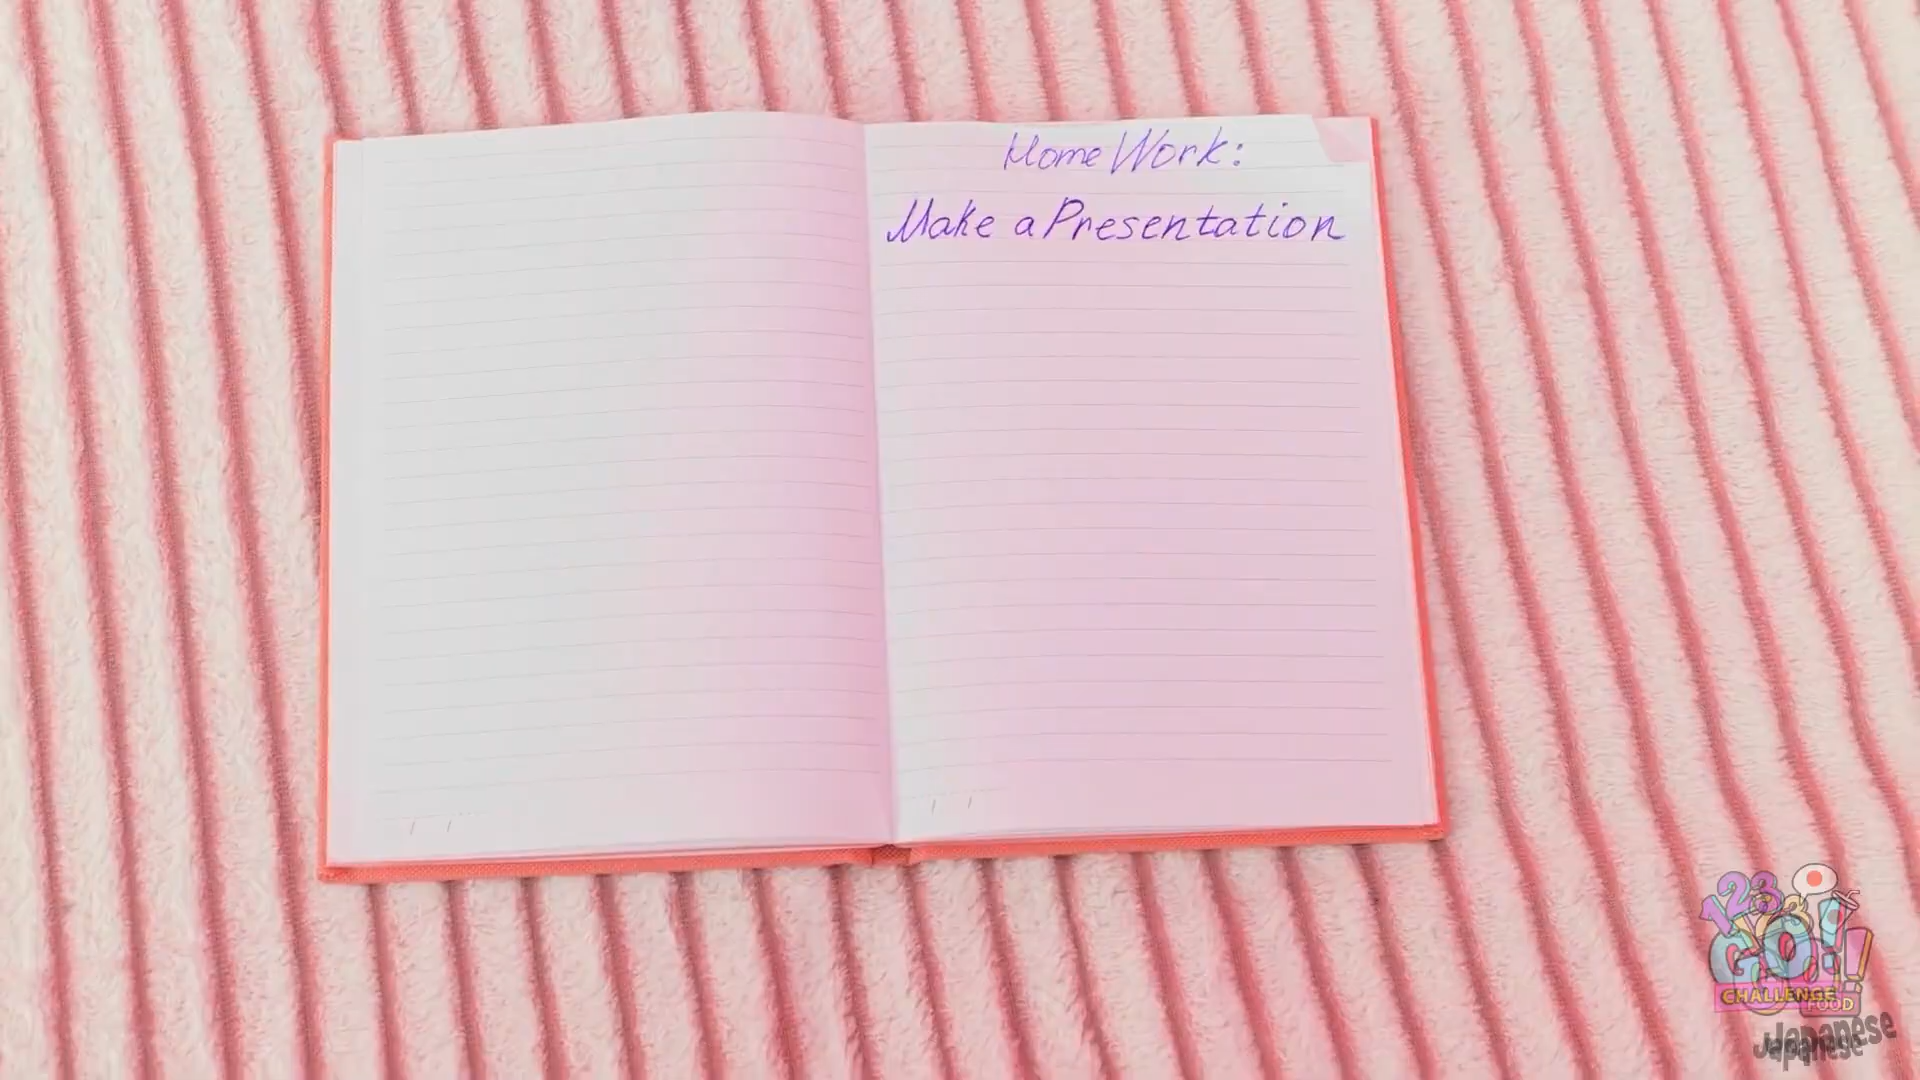 Home Work:
Make a Presentation
123
GO!
CHALLENGE
FOOD
Japanese